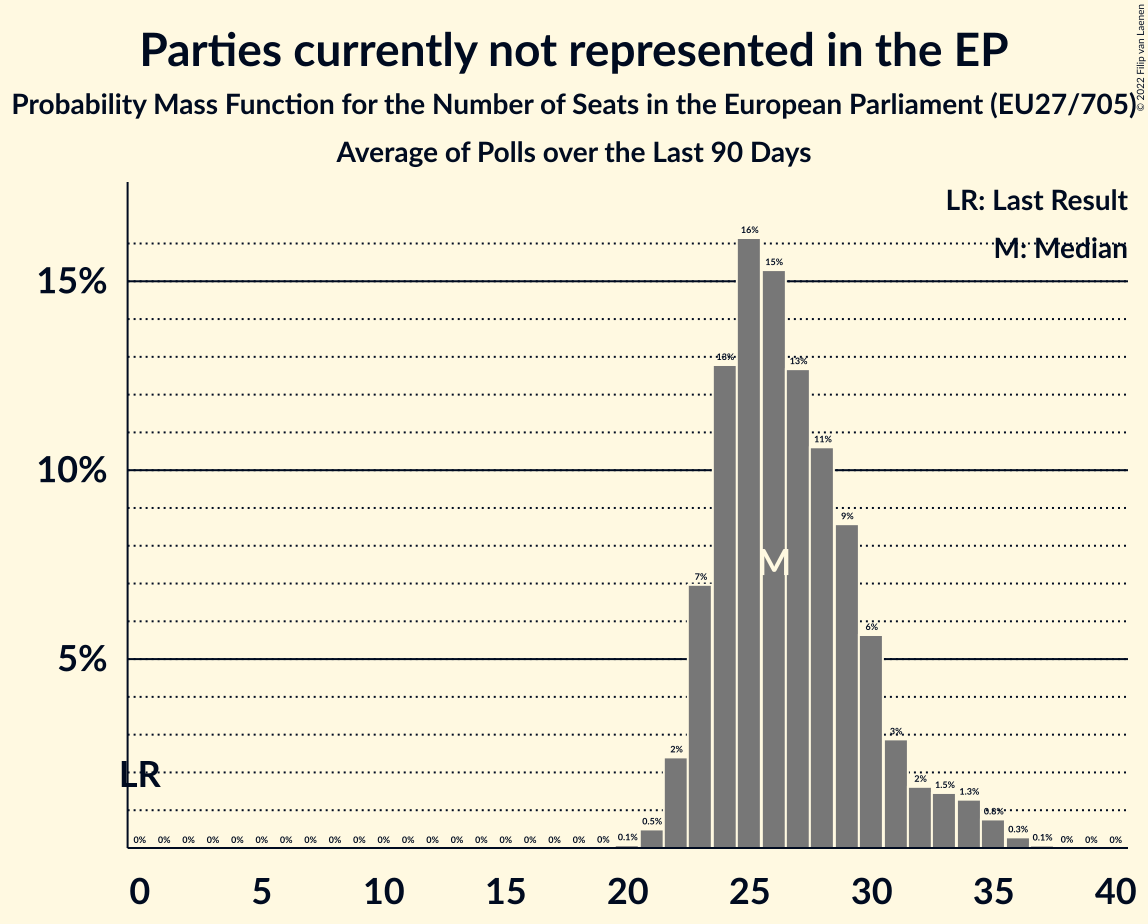 Parties currently not represented in the EP
Probability Mass Function for the Number of Seats in the European Parliament (EU27/705)
Average of Polls over the Last 90 Days
© 2022 Filip van Laenen
LR: Last Result
M: Median
15%
10%
5%
LR
M
0% 0% 0% 0% 0% 0% 0% 0% 0% 0% 0% 0% 0% 0% 0% 0% 0% 0% 0% 0% 0.1% 0.5% 2% 7% 13% 16% 15% 13% 11% 9% 6% 3% 2% 1.5% 1.3% 0.8% 0.3% 0.1% 0% 0% 0%
0 5 10 15 20 25 30 35 40